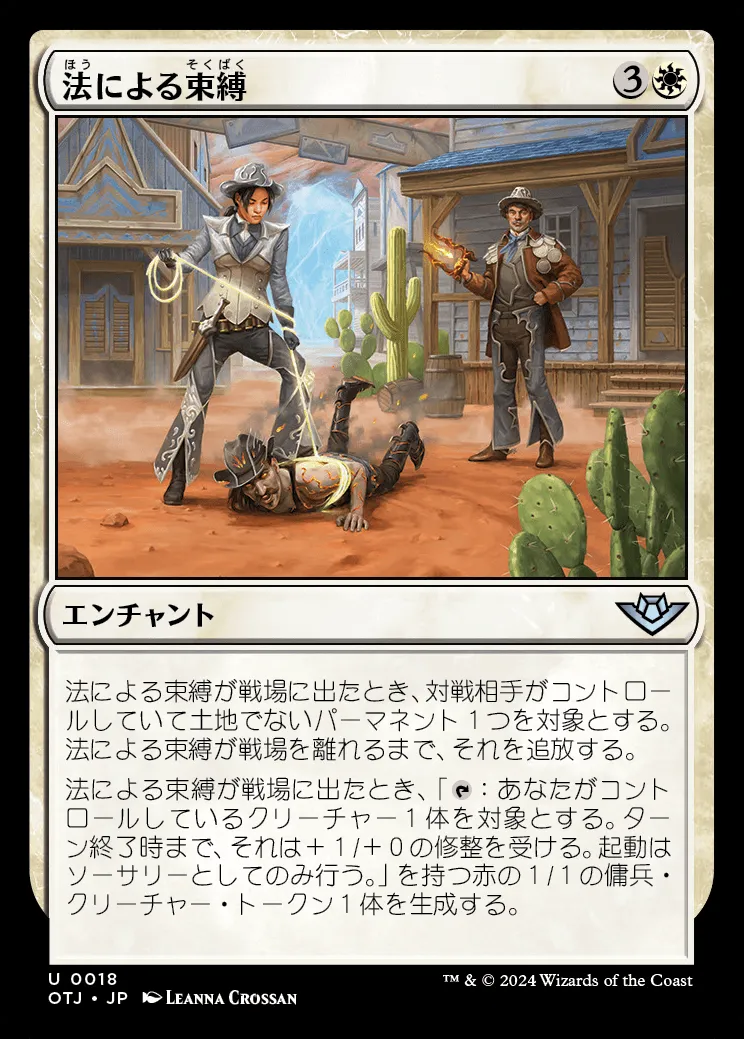 ほう そくばく
法による束縛 3
エンチャント
法による束縛が戦場に出たとき、対戦相手がコントロー
ルしていて土地でないパーマネント１つを対象とする。
法による束縛が戦場を離れるまで、それを追放する。
法による束縛が戦場に出たとき、「：あなたがコント
ロールしているクリーチャー１体を対象とする。ター
ン終了時まで、それは＋１/＋０の修整を受ける。起動は
ソーサリーとしてのみ行う。」を持つ赤の１/１の傭兵・
クリーチャー・トークン１体を生成する。
U 0018
OTJ • JP Leanna Crossan
™ & © 2024 Wizards of the Coast